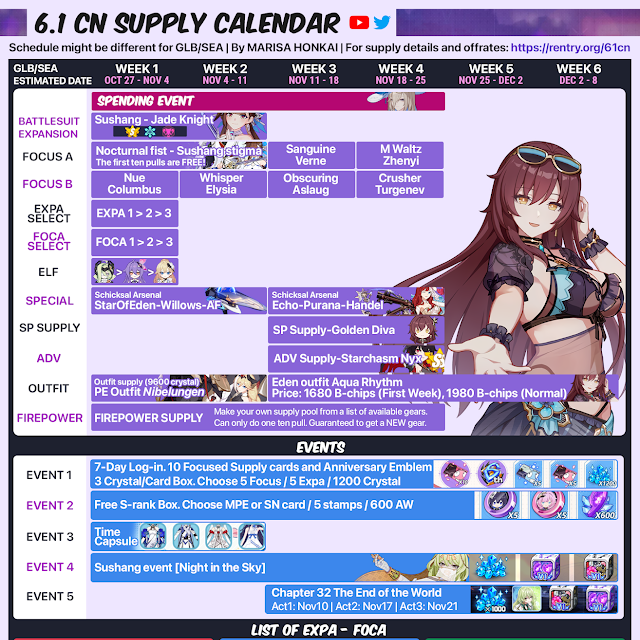 6.1 CN SUPPLY CALENDAR
Schedule might be different for GLB/SEA | By MARISA HONKAI | For supply details and offrates: https://rentry.org/61cn
GLB/SEA
ESTIMATED DATE
WEEK 1
OCT 27 - NOV 4
WEEK 2
NOV 4 - 11
WEEK 3
NOV 11 - 18
WEEK 4
NOV 18 - 25
WEEK 5
NOV 25 - DEC 2
WEEK 6
DEC 2 - 8
SPENDING EVENT
BATTLESUIT
EXPANSION
Sushang - Jade Knight
FOCUS A
Nocturnal fist - Sushang stigma
The first ten pulls are FREE!
Sanguine
Verne
M Waltz
Zhenyi
FOCUS B
Nue
Columbus
Whisper
Elysia
Obscuring
Aslaug
Crusher
Turgenev
EXPA
SELECT
EXPA 1 > 2 > 3
FOCA
SELECT
FOCA 1 > 2 > 3
ELF
> >
SPECIAL
Schicksal Arsenal
StarOfEden-Willows-AF
Schicksal Arsenal
Echo-Purana-Handel
SP SUPPLY
SP Supply-Golden Diva
ADV
ADV Supply-Starchasm Nyx
OUTFIT
Outfit supply (9600 crystal)
PE Outfit Nibelungen
Eden outfit Aqua Rhythm
Price: 1680 B-chips (First Week), 1980 B-chips (Normal)
FIREPOWER
FIREPOWER SUPPLY
Make your own supply pool from a list of available gears.
Can only do one ten pull. Guaranteed to get a NEW gear.
EVENTS
EVENT 1
7-Day Log-in. 10 Focused Supply cards and Anniversary Emblem
3 Crystal/Card Box. Choose 5 Focus / 5 Expa / 1200 Crystal
EVENT 2
Free S-rank Box. Choose MPE or SN card / 5 stamps / 600 AW
X5
X5
X600
EVENT 3
Time
Capsule
EVENT 4
Sushang event [Night in the Sky]
EVENT 5
Chapter 32 The End of the World
Act1: Nov10 | Act2: Nov17 | Act3: Nov21
X1000
LIST OF EXPA - FOCA